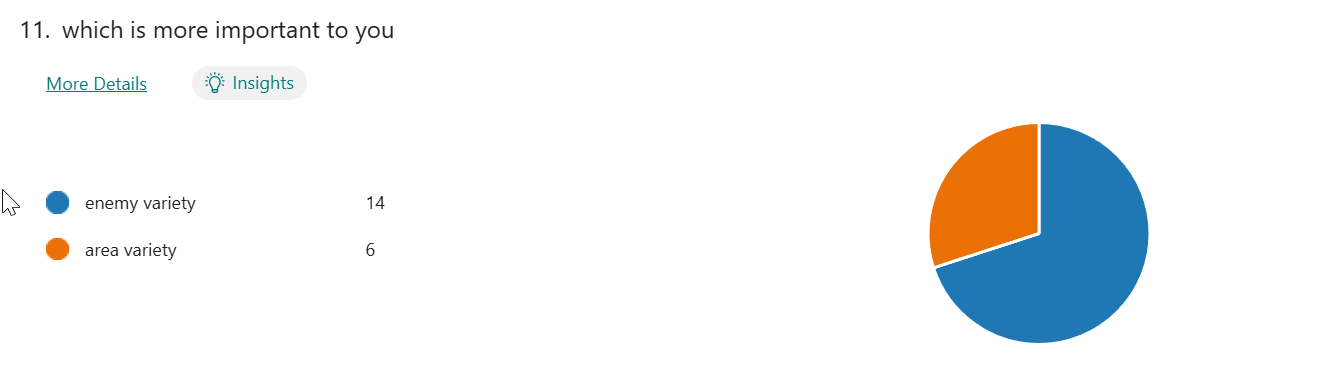 11. which is more important to you
More Details Insights
enemy variety 14
area variety 6